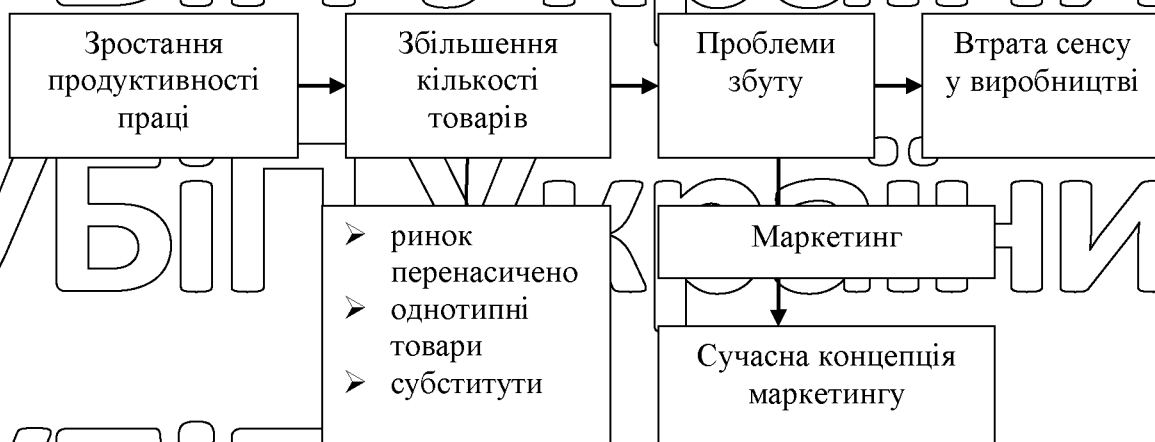 Зростання
продуктивності
праці
Збільшення
кількості
товарів
Проблеми
збуту
Втрата сенсу
у виробництві
ринок
перенасичено
однотипні
товари
субститути
Маркетинг
Сучасна концепція
маркетингу